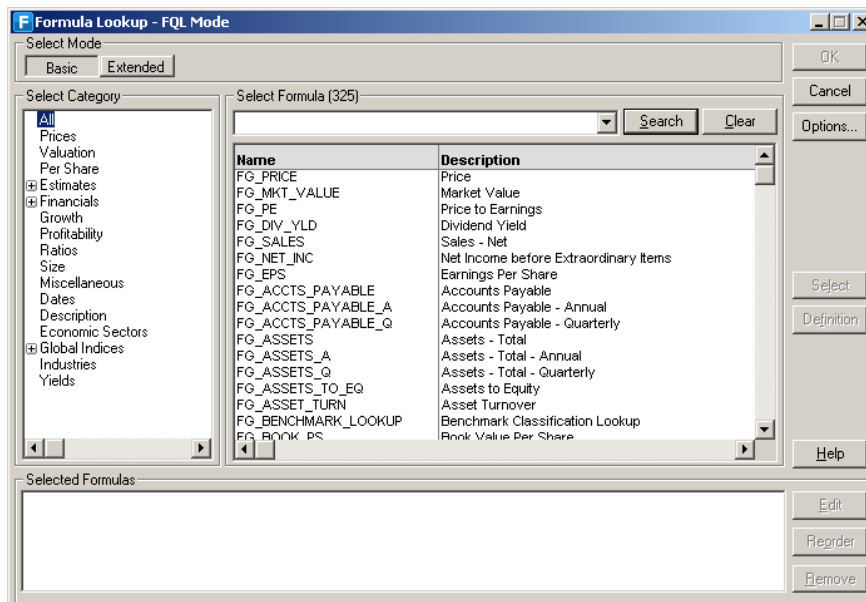 Formula Lookup - FQL Mode
Select Mode
Basic
Extended
OK
Cancel
Options...
Select Category
All
Prices
Valuation
Per Share
Estimates
Financials
Growth
Profitability
Ratios
Size
Miscellaneous
Dates
Description
Economic Sectors
Global Indices
Industries
Yields
Select Formula (325)
Search
Clear
Name Description
FG_PRICE Price
FG_MKT_VALUE Market Value
FG_PE Price to Earnings
FG_DIV_YLD Dividend Yield
FG_SALES Sales - Net
FG_NET_INC Net Income before Extraordinary Items
FG_EPS Earnings Per Share
FG_ACCTS_PAYABLE Accounts Payable
FG_ACCTS_PAYABLE_A Accounts Payable - Annual
FG_ACCTS_PAYABLE_Q Accounts Payable - Quarterly
FG_ASSETS Assets - Total
FG_ASSETS_A Assets - Total - Annual
FG_ASSETS_Q Assets - Total - Quarterly
FG_ASSETS_TO_EQ Assets to Equity
FG_ASSET_TURN Asset Turnover
FG_BENCHMARK_LOOKUP Benchmark Classification Lookup
FG_BOOK_PS Book Value Per Share
Select
Definition
Help
Selected Formulas
Edit
Reorder
Remove